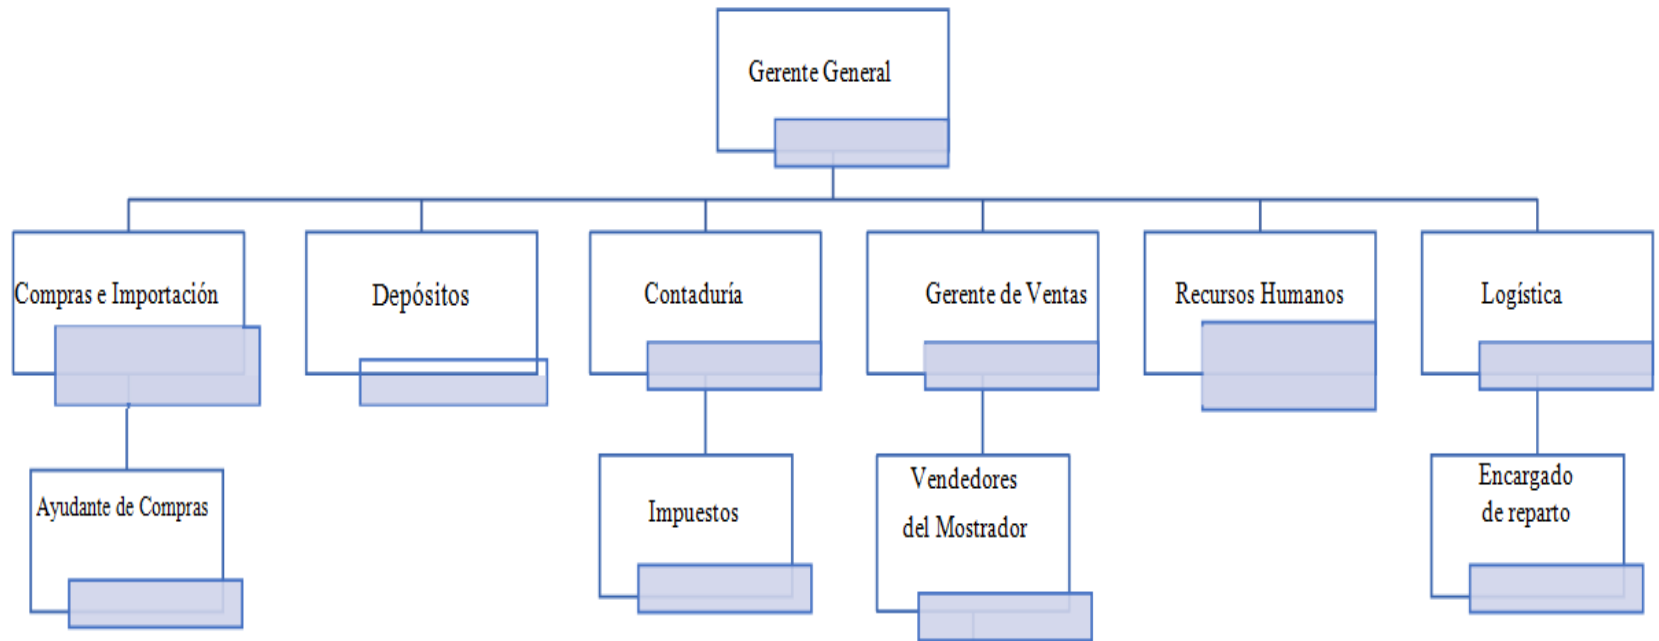 Gerente General
Compras e Importación
Depósitos
Contaduría
Gerente de Ventas
Recursos Humanos
Logística
Ayudante de Compras
Impuestos
Vendedores
del Mostrador
Encargado
de reparto